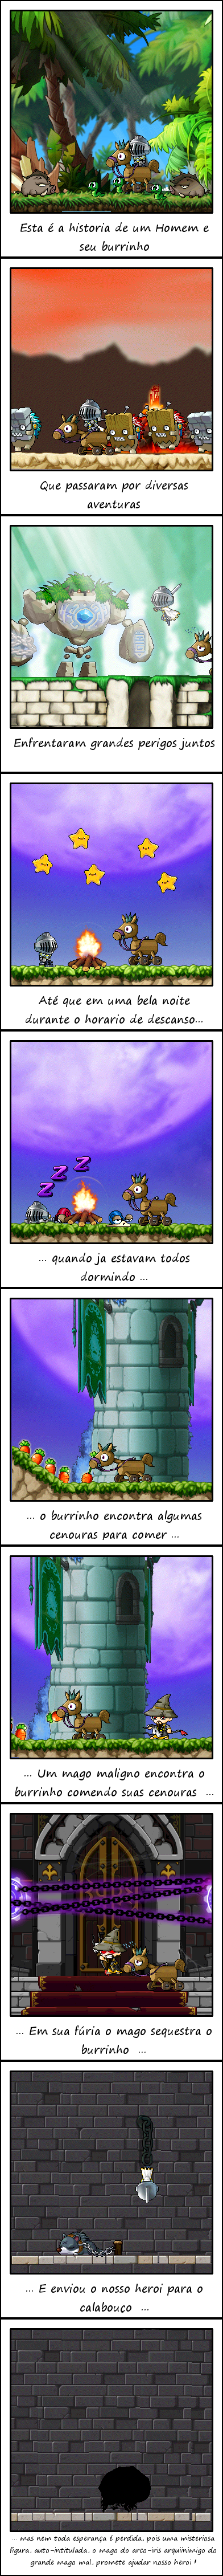 Esta é a historia de um Homem e
seu burrinho
Que passaram por diversas
aventuras
Enfrentaram grandes perigos juntos
Até que em uma bela noite
durante o horario de descanso...
z z z
... quando ja estavam todos
dormindo ...
... o burrinho encontra algumas
cenouras para comer ...
... Um mago maligno encontra o
burrinho comendo suas cenouras ...
... Em sua fúria o mago sequestra o
burrinho ...
... E enviou o nosso heroi para o
calabouço ...
... mas nem toda esperança é perdida, pois uma misteriosa
figura, auto-intitulada, o mago do arco-iris arquiinimigo do
grande mago mal, promete ajudar nosso heroi !